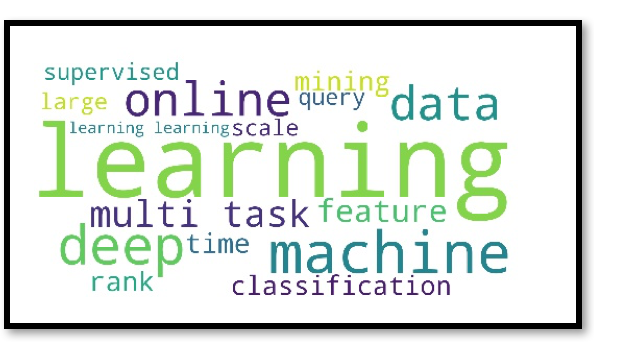 supervised
mining
large online query data
learning learning scale
learning
multi task feature
deep time machine
rank classification